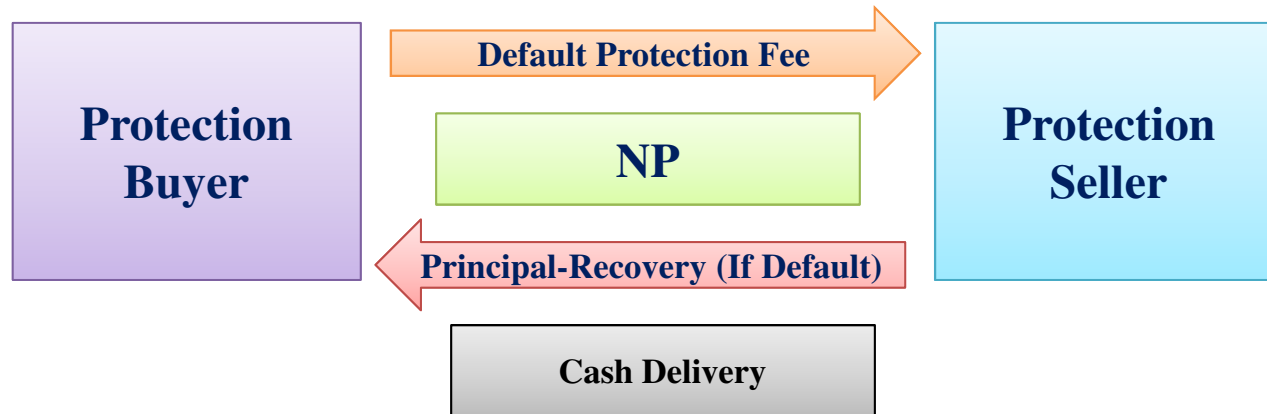 Protection
Buyer
Default Protection Fee
NP
Principal-Recovery (If Default)
Cash Delivery
Protection
Seller